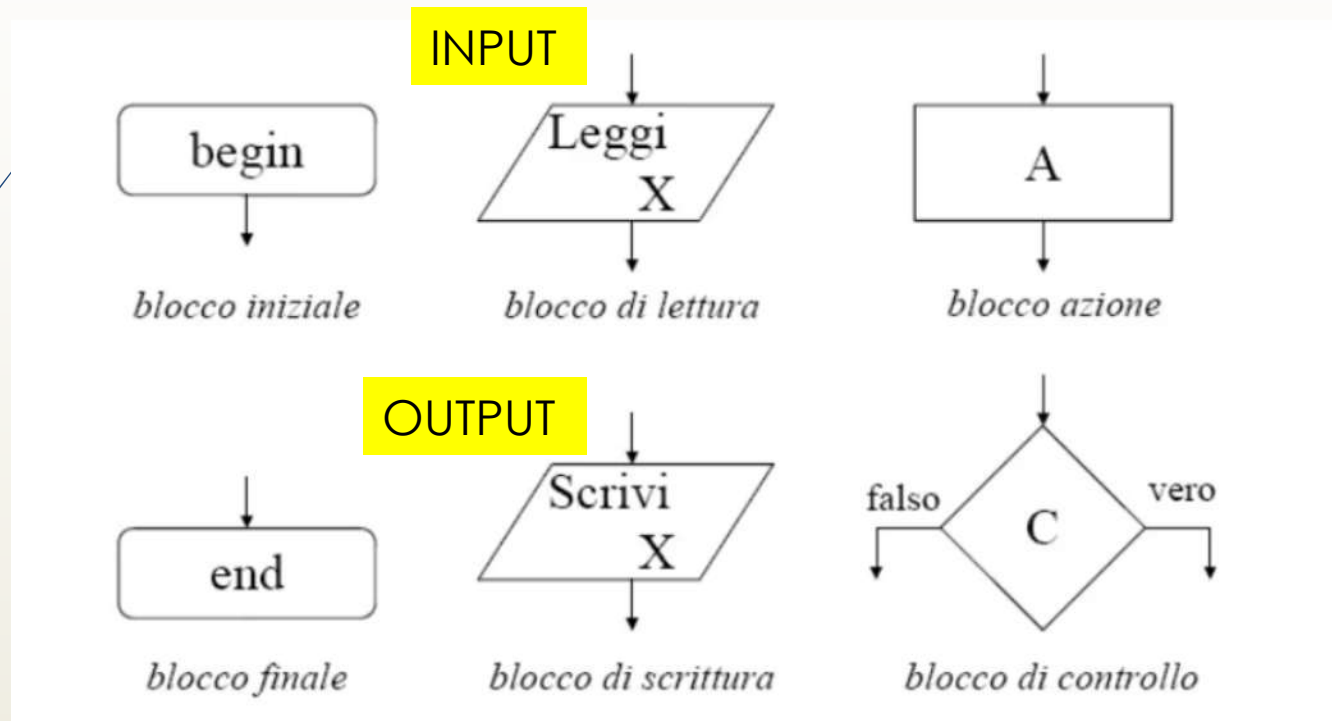 INPUT
begin
Leggi
X
A
blocco iniziale
blocco di lettura
blocco azione
OUTPUT
end
Scrivi
X
falso
C
vero
blocco finale
blocco di scrittura
blocco di controllo